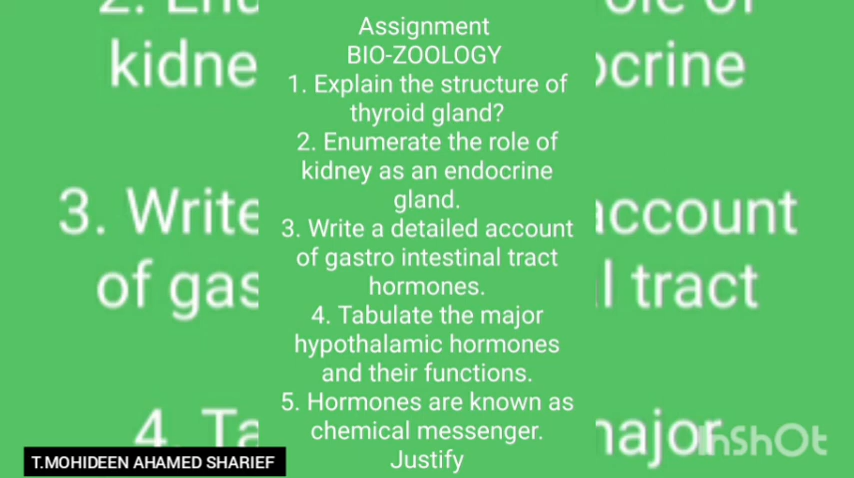 Assignment
BIO-ZOOLOGY
1. Explain the structure of
thyroid gland?
2. Enumerate the role of
kidney as an endocrine
gland.
3. Write a detailed account
of gastro intestinal tract
hormones.
4. Tabulate the major
hypothalamic hormones
and their functions.
5. Hormones are known as
chemical messenger.
Justify
T.MOHIDEEN AHAMED SHARIEF
InShOt